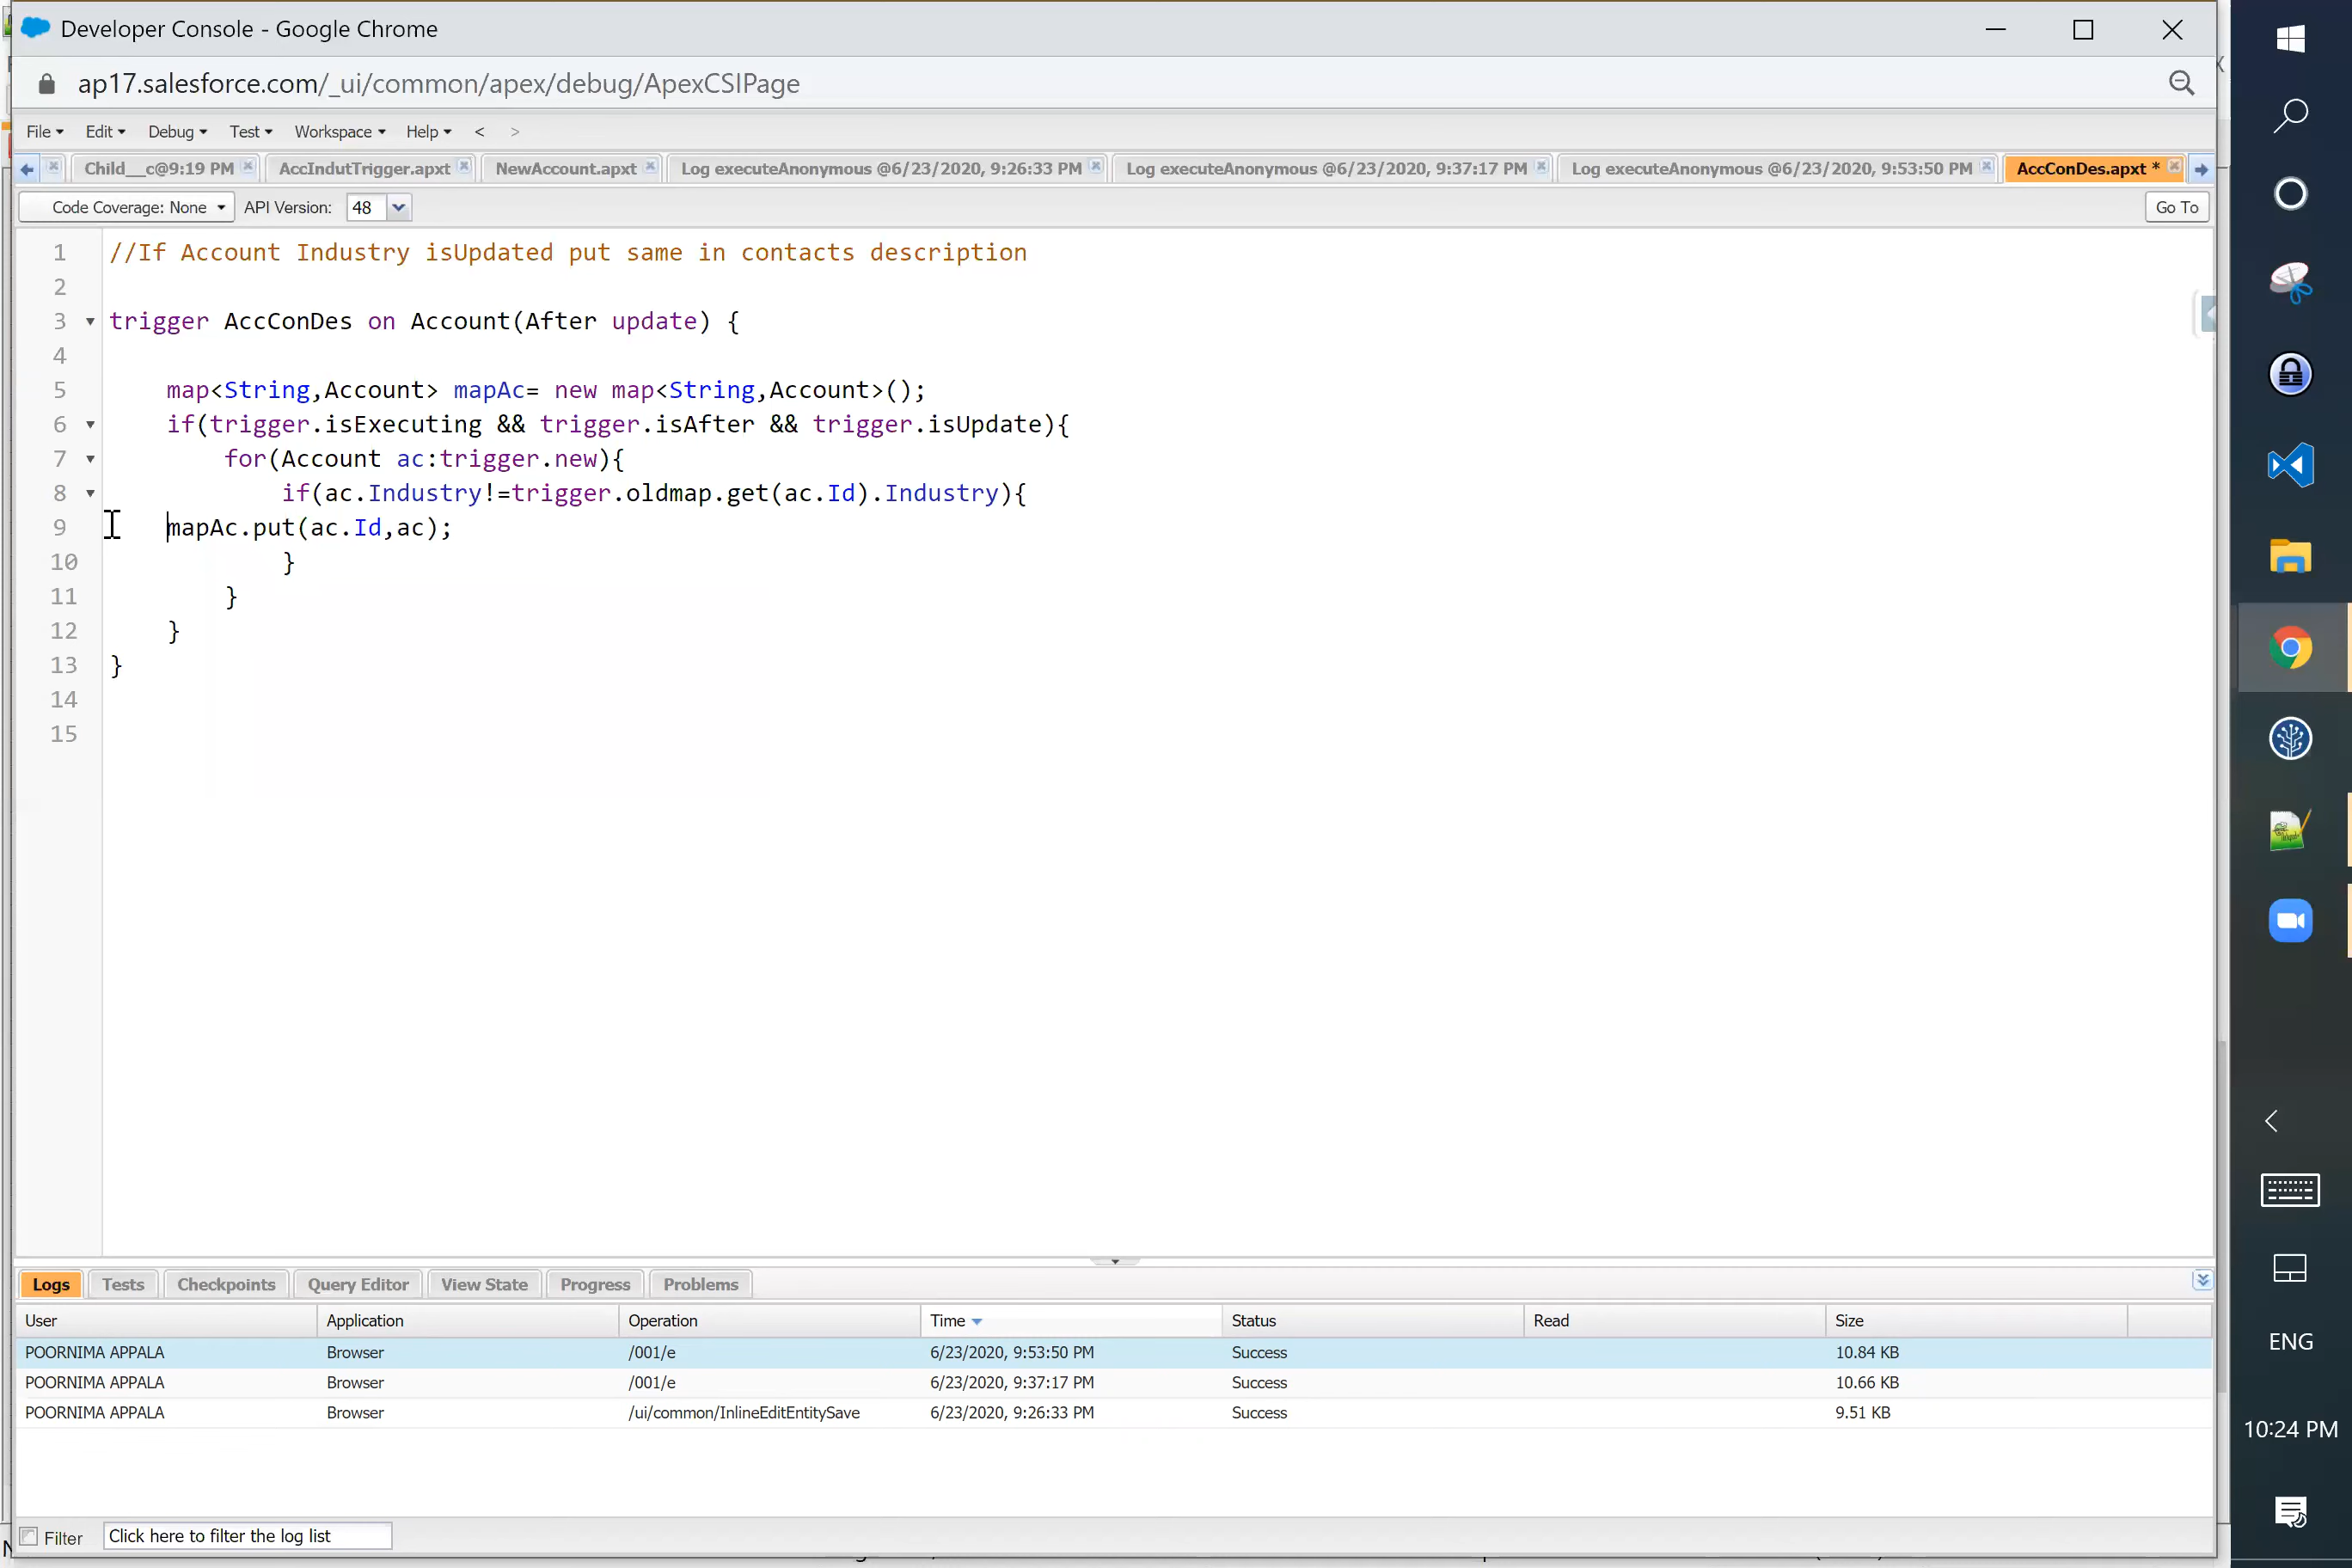 Developer Console - Google Chrome
ap17.salesforce.com/_ui/common/apex/debug/ApexCSIPage
File Edit Debug Test Workspace Help < >
Child__c@9:19 PM AccIndutTrigger.apxt NewAccount.apxt Log executeAnonymous @6/23/2020, 9:26:33 PM Log executeAnonymous @6/23/2020, 9:37:17 PM Log executeAnonymous @6/23/2020, 9:53:50 PM AccConDes.apxt *
Code Coverage: None API Version: 48 Go To
1 //If Account Industry isUpdated put same in contacts description
2
3 trigger AccConDes on Account(After update) {
4
5 map<String,Account> mapAc= new map<String,Account>();
6 if(trigger.isExecuting && trigger.isAfter && trigger.isUpdate){
7 for(Account ac:trigger.new){
8 if(ac.Industry!=trigger.oldmap.get(ac.Id).Industry){
9 mapAc.put(ac.Id,ac);
10 }
11 }
12 }
13 }
14
15
Logs Tests Checkpoints Query Editor View State Progress Problems
User Application Operation Time Status Read Size
POORNIMA APPALA Browser /001/e 6/23/2020, 9:53:50 PM Success 10.84 KB
POORNIMA APPALA Browser /001/e 6/23/2020, 9:37:17 PM Success 10.66 KB
POORNIMA APPALA Browser /ui/common/InlineEditEntitySave 6/23/2020, 9:26:33 PM Success 9.51 KB
Filter Click here to filter the log list
ENG
10:24 PM